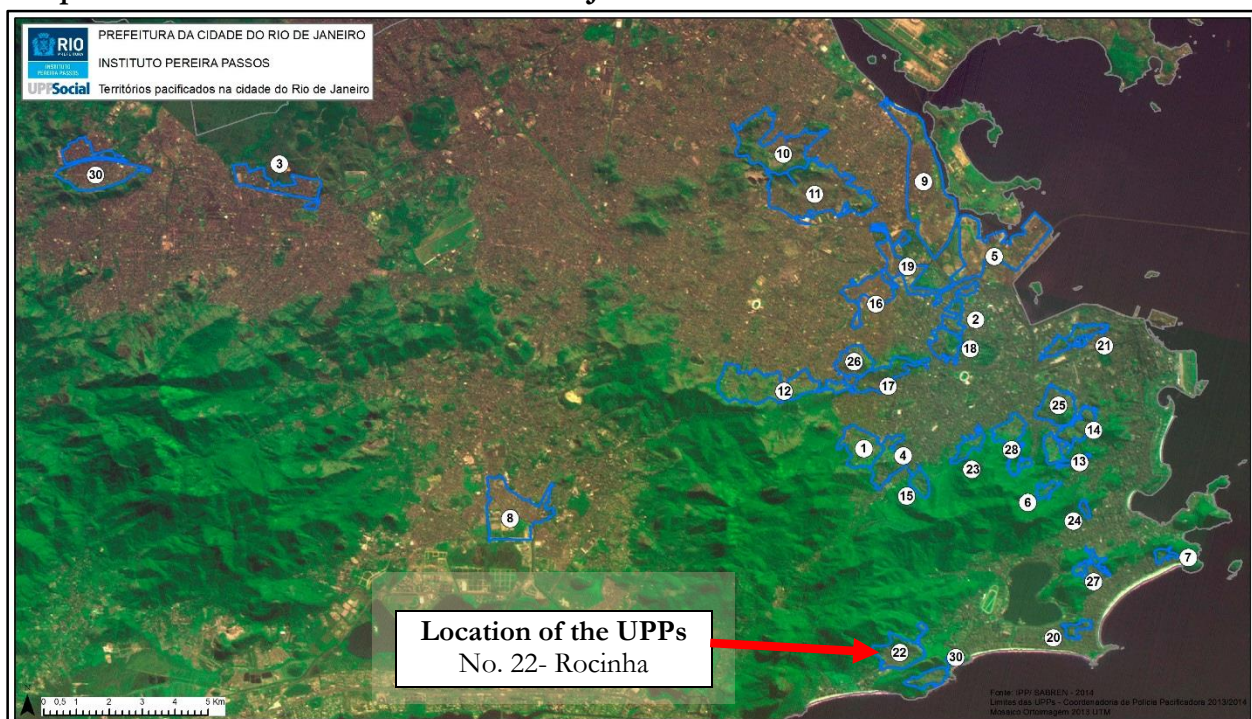 RIO
PREFEITURA
INSTITUTO
PEREIRA PASSOS
UPPSocial
PREFEITURA DA CIDADE DO RIO DE JANEIRO
INSTITUTO PEREIRA PASSOS
Territórios pacificados na cidade do Rio de Janeiro
30
3
10
11
9
5
19
16
2
18
21
26
12
17
25
14
1
4
28
13
23
15
6
24
8
7
27
20
22
30
Location of the UPPs
No. 22- Rocinha
0 0,5 1 2 3 4 5 Km
Fonte: IPP/ SABREN - 2014
Limites das UPPs - Coordenadoria de Polícia Pacificadora 2013/2014
Mosaico Ortoimagem 2013 UTM